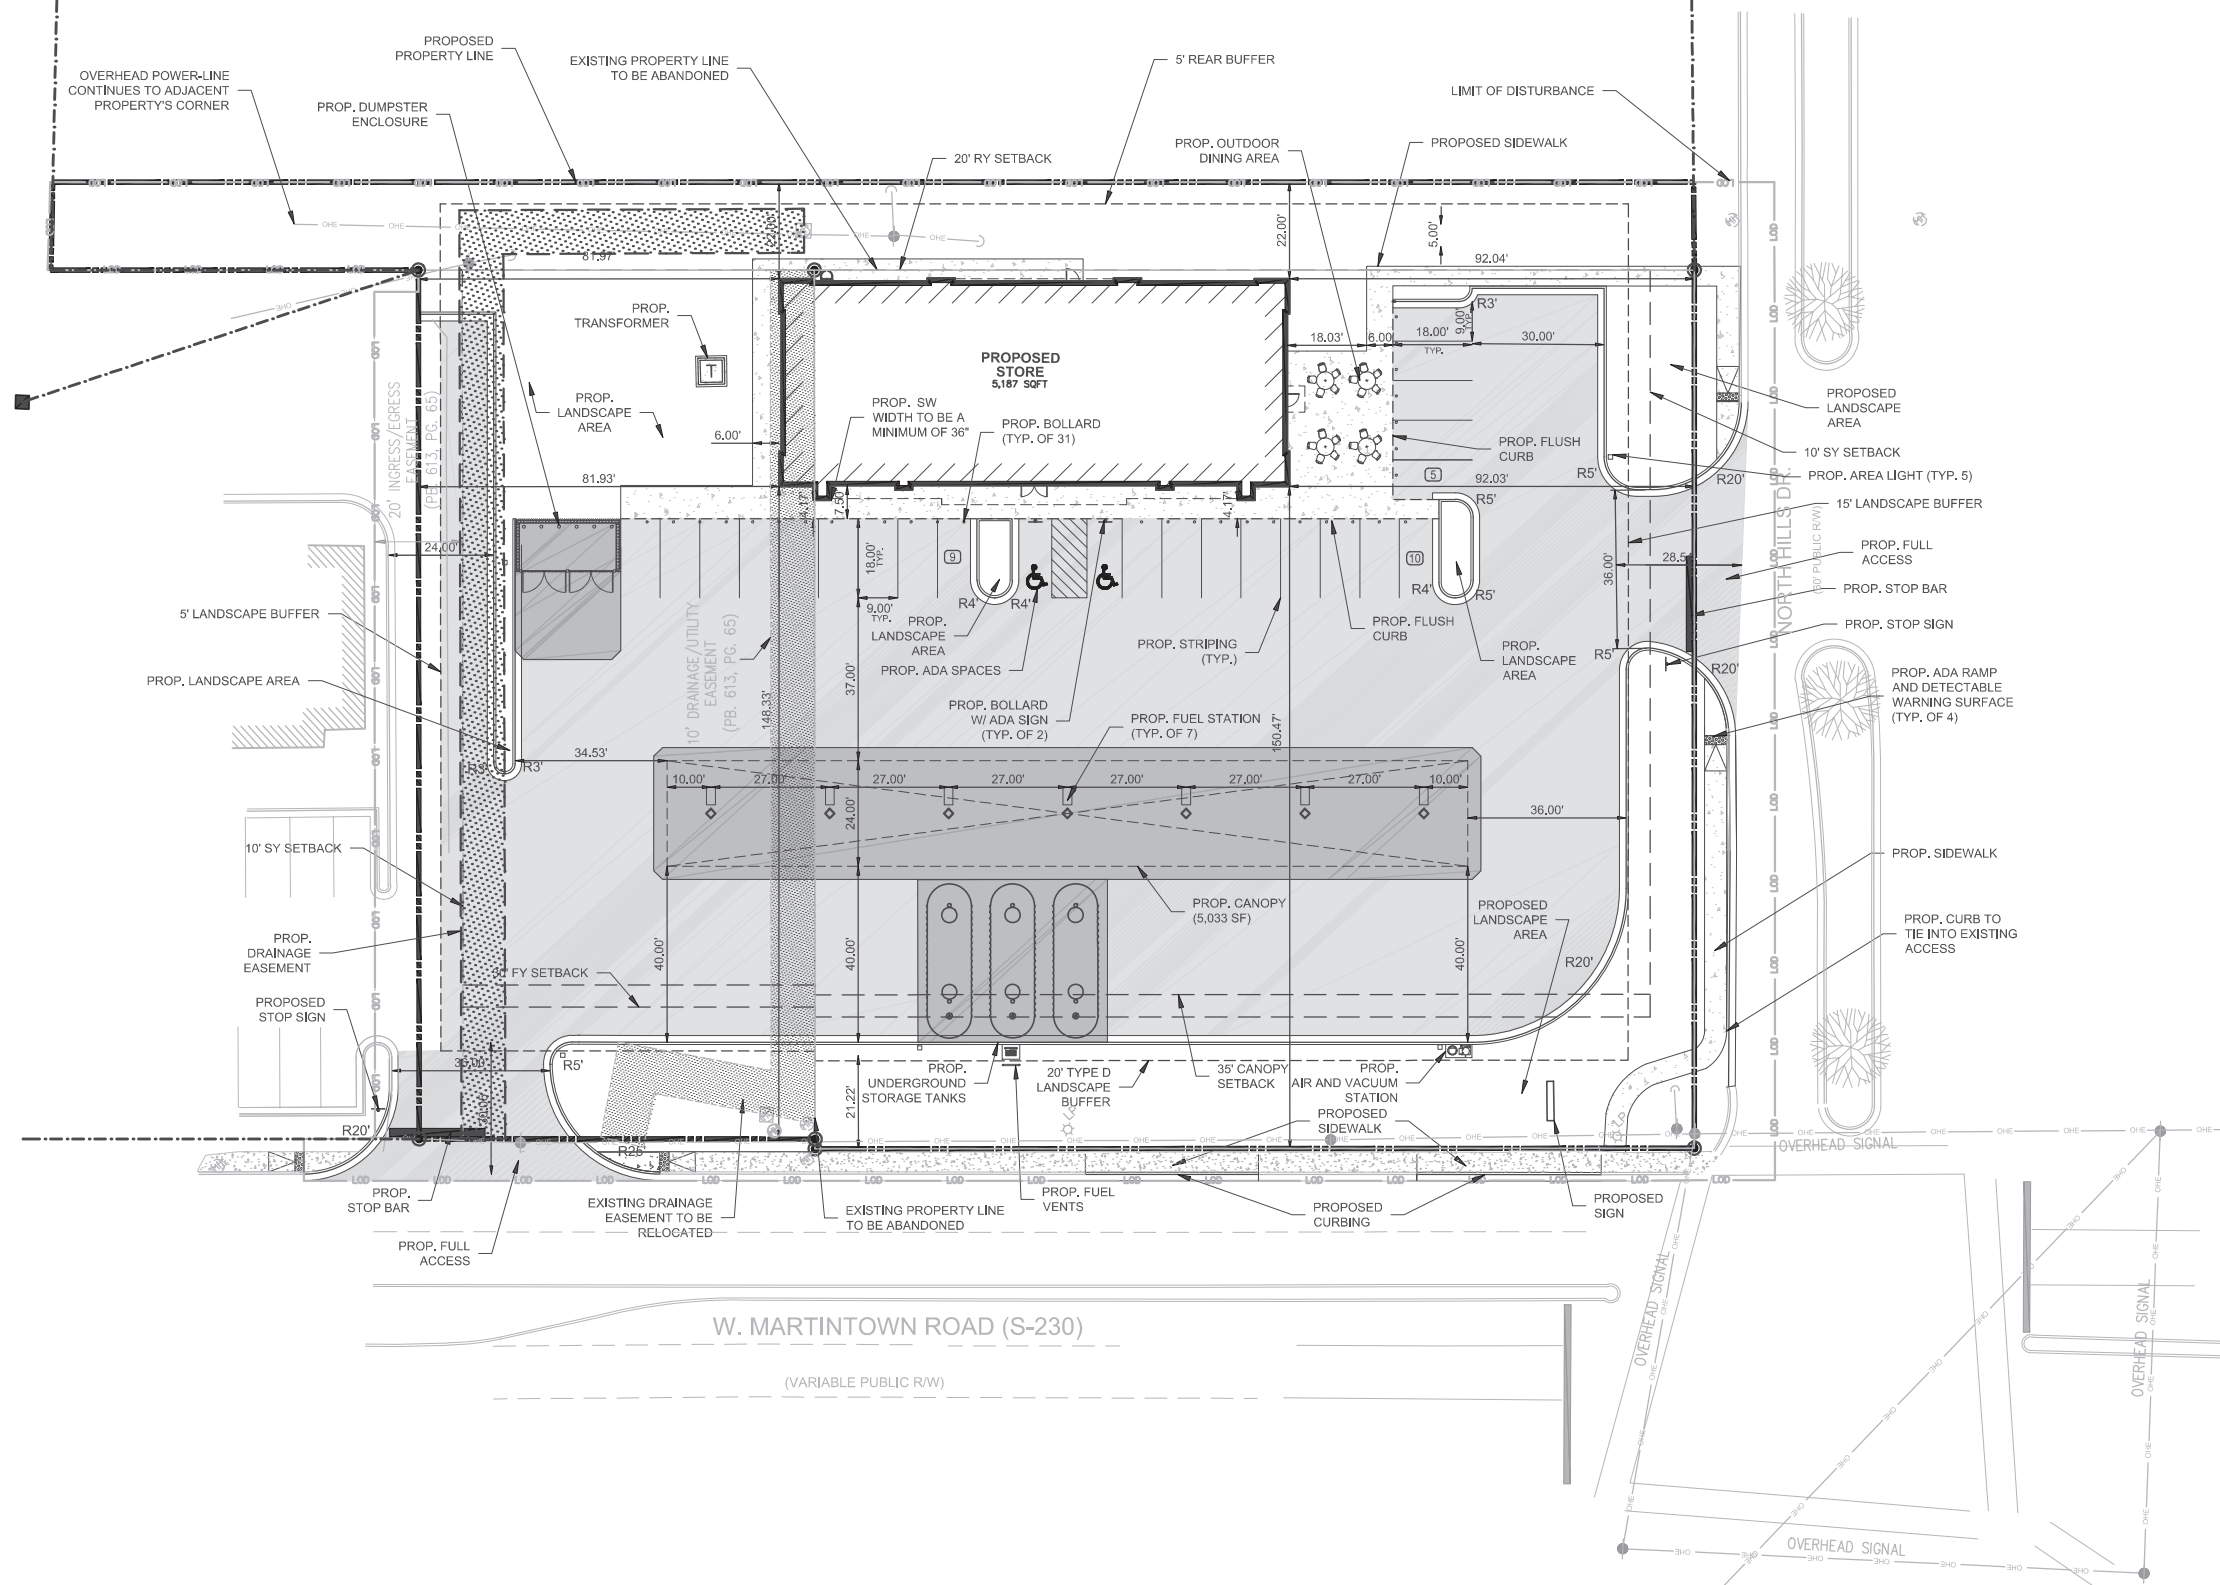 PROPOSED
PROPERTY LINE
EXISTING PROPERTY LINE
TO BE ABANDONED
5' REAR BUFFER
OVERHEAD POWER-LINE
CONTINUES TO ADJACENT
PROPERTY'S CORNER
PROP. DUMPSTER
ENCLOSURE
LIMIT OF DISTURBANCE
20' RY SETBACK
PROP. OUTDOOR
DINING AREA
PROPOSED SIDEWALK
OHE
OHE
OHE
OHE
22.00'
22.00'
5.00'
81.97'
92.04'
PROP.
TRANSFORMER
T
PROP.
LANDSCAPE
AREA
20' INGRESS/EGRESS
EASEMENT
(PB. 613, PG. 65)
PROPOSED
STORE
5,187 SQFT
18.03'
6.00'
18.00'
TYP.
9.00'
TYP.
R3'
30.00'
PROP. SW
WIDTH TO BE A
MINIMUM OF 36"
PROP. BOLLARD
(TYP. OF 31)
PROP. FLUSH
CURB
PROPOSED
LANDSCAPE
AREA
10' SY SETBACK
PROP. AREA LIGHT (TYP. 5)
15' LANDSCAPE BUFFER
PROP. FULL
ACCESS
PROP. STOP BAR
PROP. STOP SIGN
6.00'
81.93'
92.03'
5
R5'
R5'
R20'
4.17'
7.50'
4.17'
24.00'
18.00'
TYP.
9
10
36.00'
28.5
NORTH HILLS DR.
(60' PUBLIC R/W)
5' LANDSCAPE BUFFER
9.00'
TYP.
R4'
R4'
R4'
R5'
PROP.
LANDSCAPE
AREA
PROP. ADA SPACES
PROP. STRIPING
(TYP.)
PROP. FLUSH
CURB
PROP.
LANDSCAPE
AREA
R5'
R20'
PROP. LANDSCAPE AREA
10' DRAINAGE/UTILITY
EASEMENT
(PB. 613, PG. 65)
148.33'
37.00'
PROP. BOLLARD
W/ ADA SIGN
(TYP. OF 2)
PROP. FUEL STATION
(TYP. OF 7)
150.47'
PROP. ADA RAMP
AND DETECTABLE
WARNING SURFACE
(TYP. OF 4)
R3'
R3'
34.53'
10.00'
27.00'
27.00'
27.00'
27.00'
27.00'
27.00'
10.00'
24.00'
36.00'
10' SY SETBACK
PROP. SIDEWALK
PROP. CANOPY
(5,033 SF)
PROPOSED
LANDSCAPE
AREA
PROP.
DRAINAGE
EASEMENT
40.00'
40.00'
40.00'
R20'
PROP. CURB TO
TIE INTO EXISTING
ACCESS
30' FY SETBACK
PROPOSED
STOP SIGN
R5'
PROP.
UNDERGROUND
STORAGE TANKS
20' TYPE D
LANDSCAPE
BUFFER
35' CANOPY
SETBACK
PROP.
AIR AND VACUUM
STATION
21.22'
PROPOSED
SIDEWALK
R20'
R25'
OVERHEAD SIGNAL
PROP.
STOP BAR
EXISTING DRAINAGE
EASEMENT TO BE
RELOCATED
EXISTING PROPERTY LINE
TO BE ABANDONED
PROP. FUEL
VENTS
PROPOSED
CURBING
PROPOSED
SIGN
PROP. FULL
ACCESS
W. MARTINTOWN ROAD (S-230)
(VARIABLE PUBLIC R/W)
OVERHEAD SIGNAL
OVERHEAD SIGNAL
OVERHEAD SIGNAL